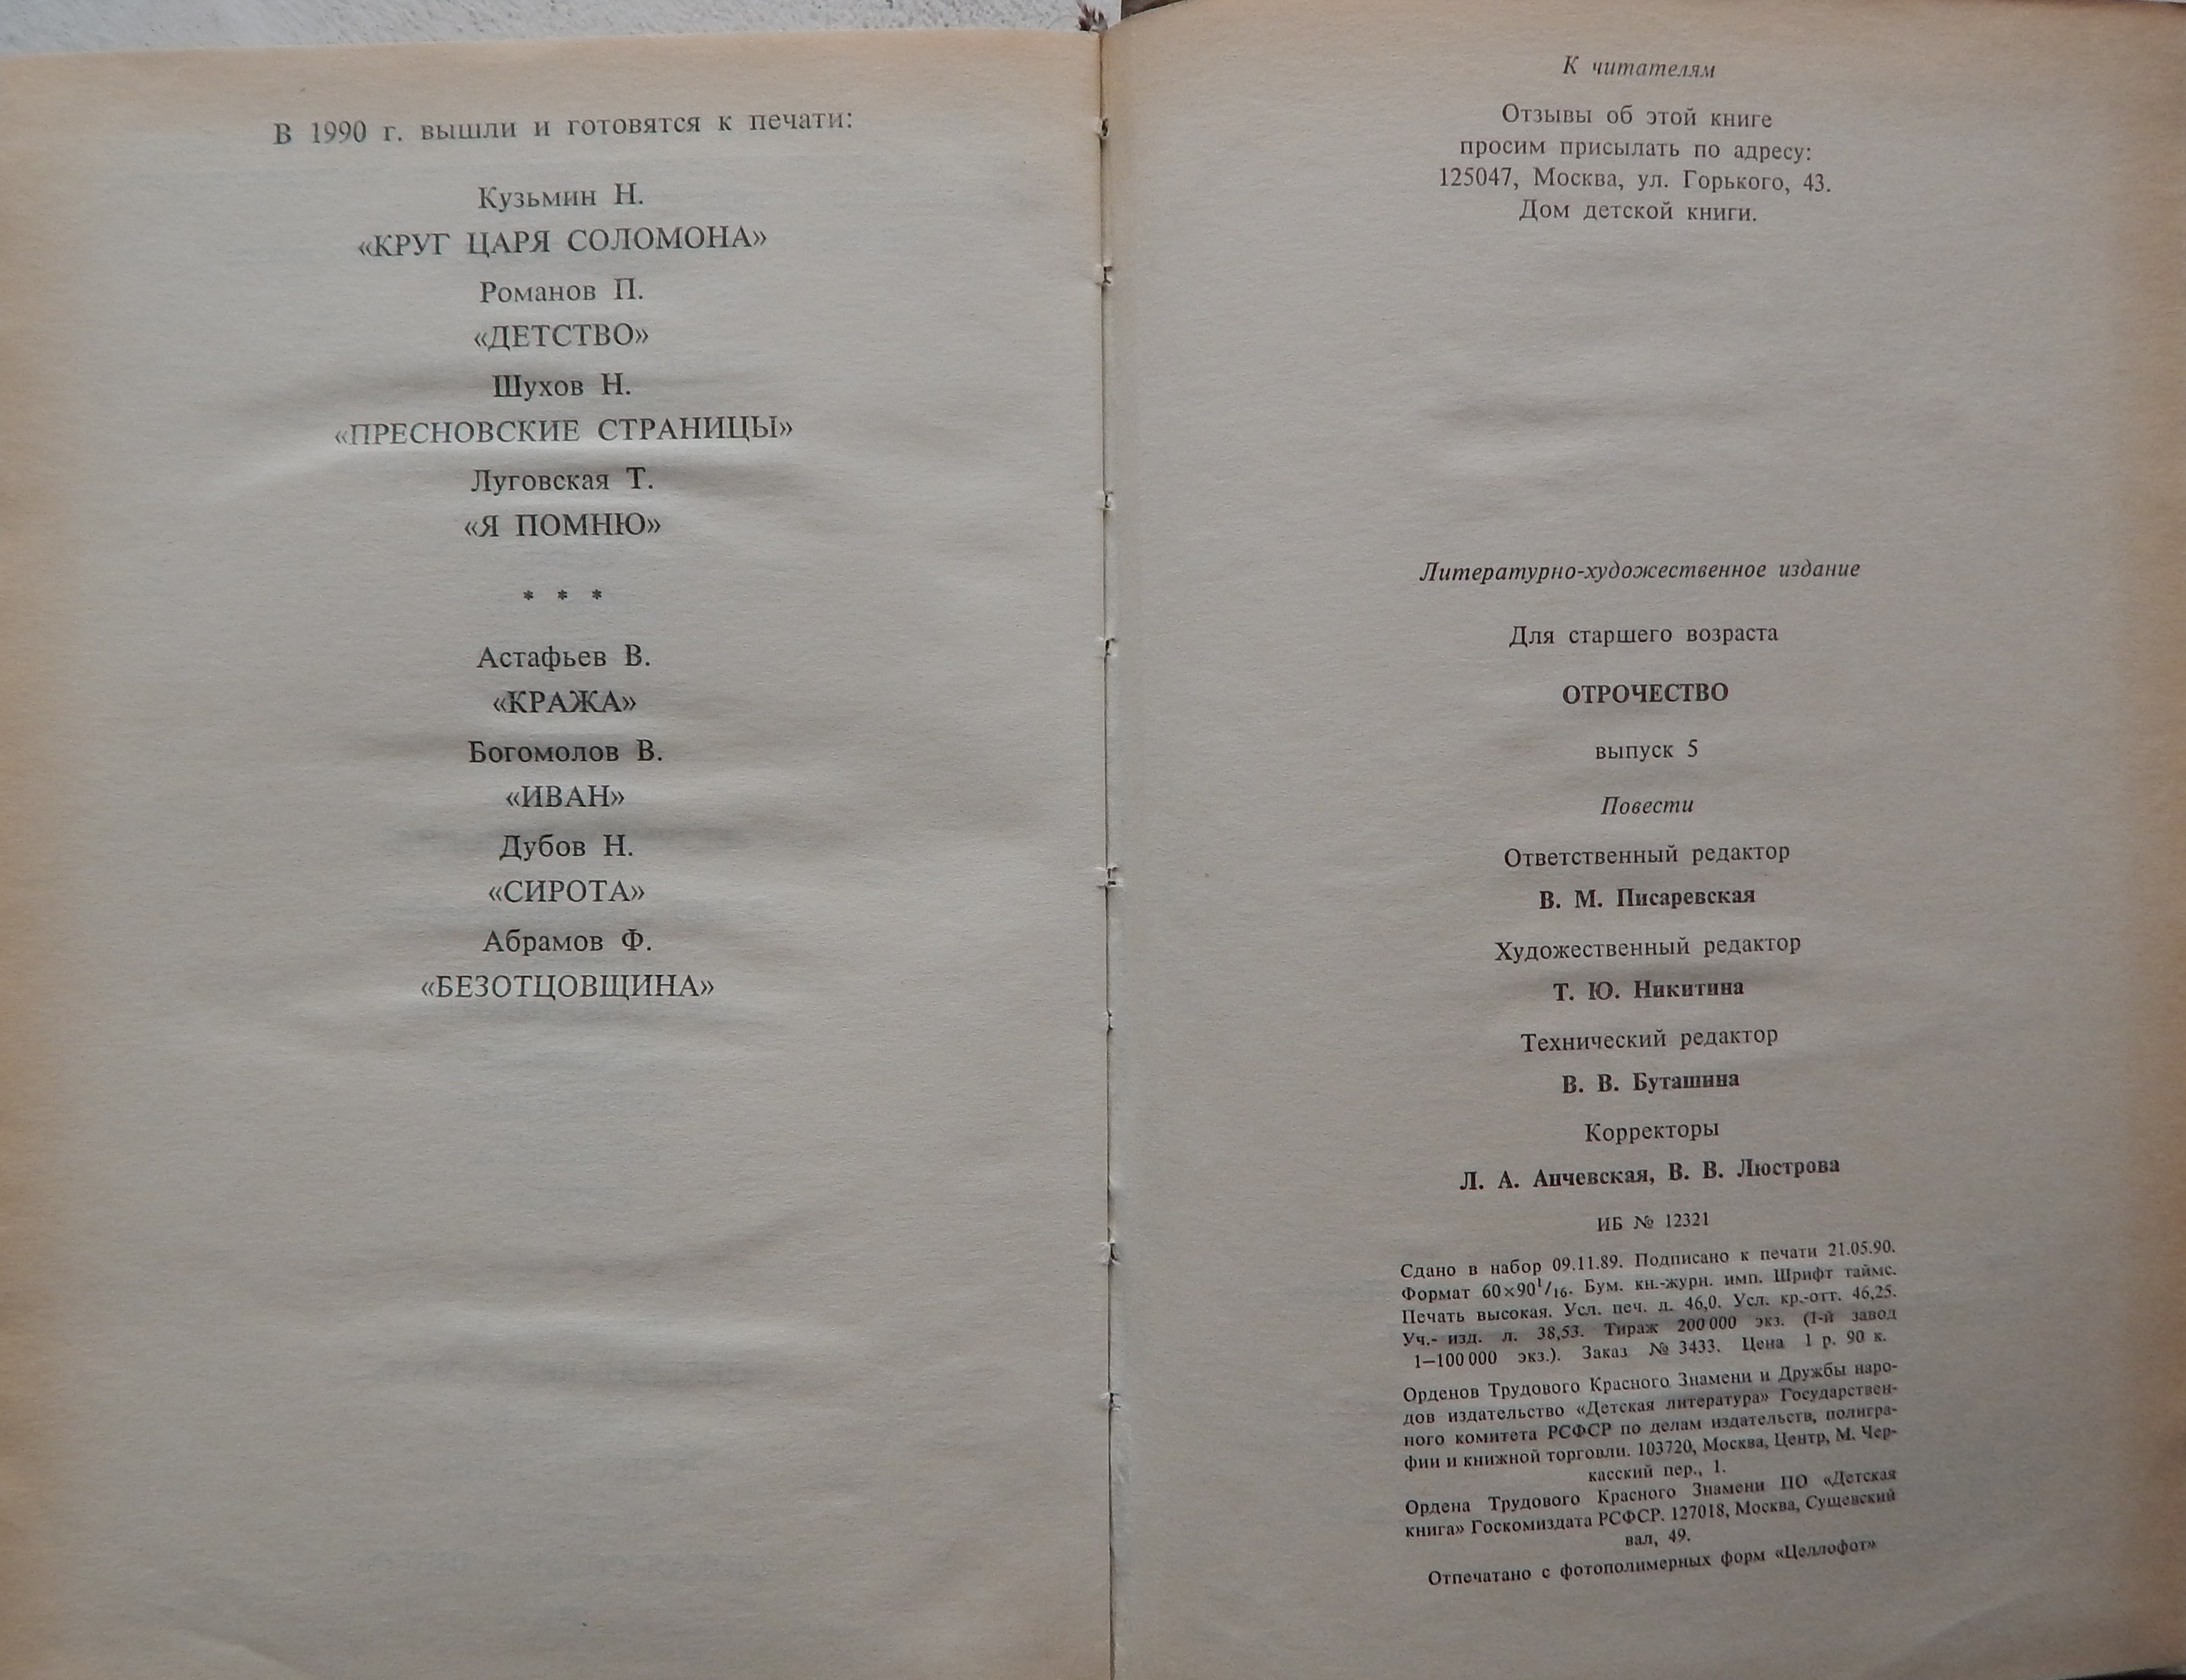 В 1990 г. вышли и готовятся к печати:
Кузьмин Н.
«КРУГ ЦАРЯ СОЛОМОНА»
Романов П.
«ДЕТСТВО»
Шухов Н.
«ПРЕСНОВСКИЕ СТРАНИЦЫ»
Луговская Т.
«Я ПОМНЮ»
* * *
Астафьев В.
«КРАЖА»
Богомолов В.
«ИВАН»
Дубов Н.
«СИРОТА»
Абрамов Ф.
«БЕЗОТЦОВЩИНА»
К читателям
Отзывы об этой книге
просим присылать по адресу:
125047, Москва, ул. Горького, 43.
Дом детской книги.
Литературно-художественное издание
Для старшего возраста
ОТРОЧЕСТВО
выпуск 5
Повести
Ответственный редактор
В. М. Писаревская
Художественный редактор
Т. Ю. Никитина
Технический редактор
В. В. Буташина
Корректоры
Л. А. Анчевская, В. В. Люстрова
ИБ № 12321
Сдано в набор 09.11.89. Подписано к печати 21.05.90.
Формат 60×90¹/₁₆. Бум. кн.-журн. имп. Шрифт таймс.
Печать высокая. Усл. печ. л. 46,0. Усл. кр.-отт. 46,25.
Уч.- изд. л. 38,53. Тираж 200 000 экз. (1-й завод
1—100 000 экз.). Заказ № 3433. Цена 1 р. 90 к.
Орденов Трудового Красного Знамени и Дружбы наро-
дов издательство «Детская литература» Государствен-
ного комитета РСФСР по делам издательств, полигра-
фии и книжной торговли. 103720, Москва, Центр, М. Чер-
касский пер., 1.
Ордена Трудового Красного Знамени ПО «Детская
книга» Госкомиздата РСФСР. 127018, Москва, Сущевский
вал, 49.
Отпечатано с фотополимерных форм «Целлофот»